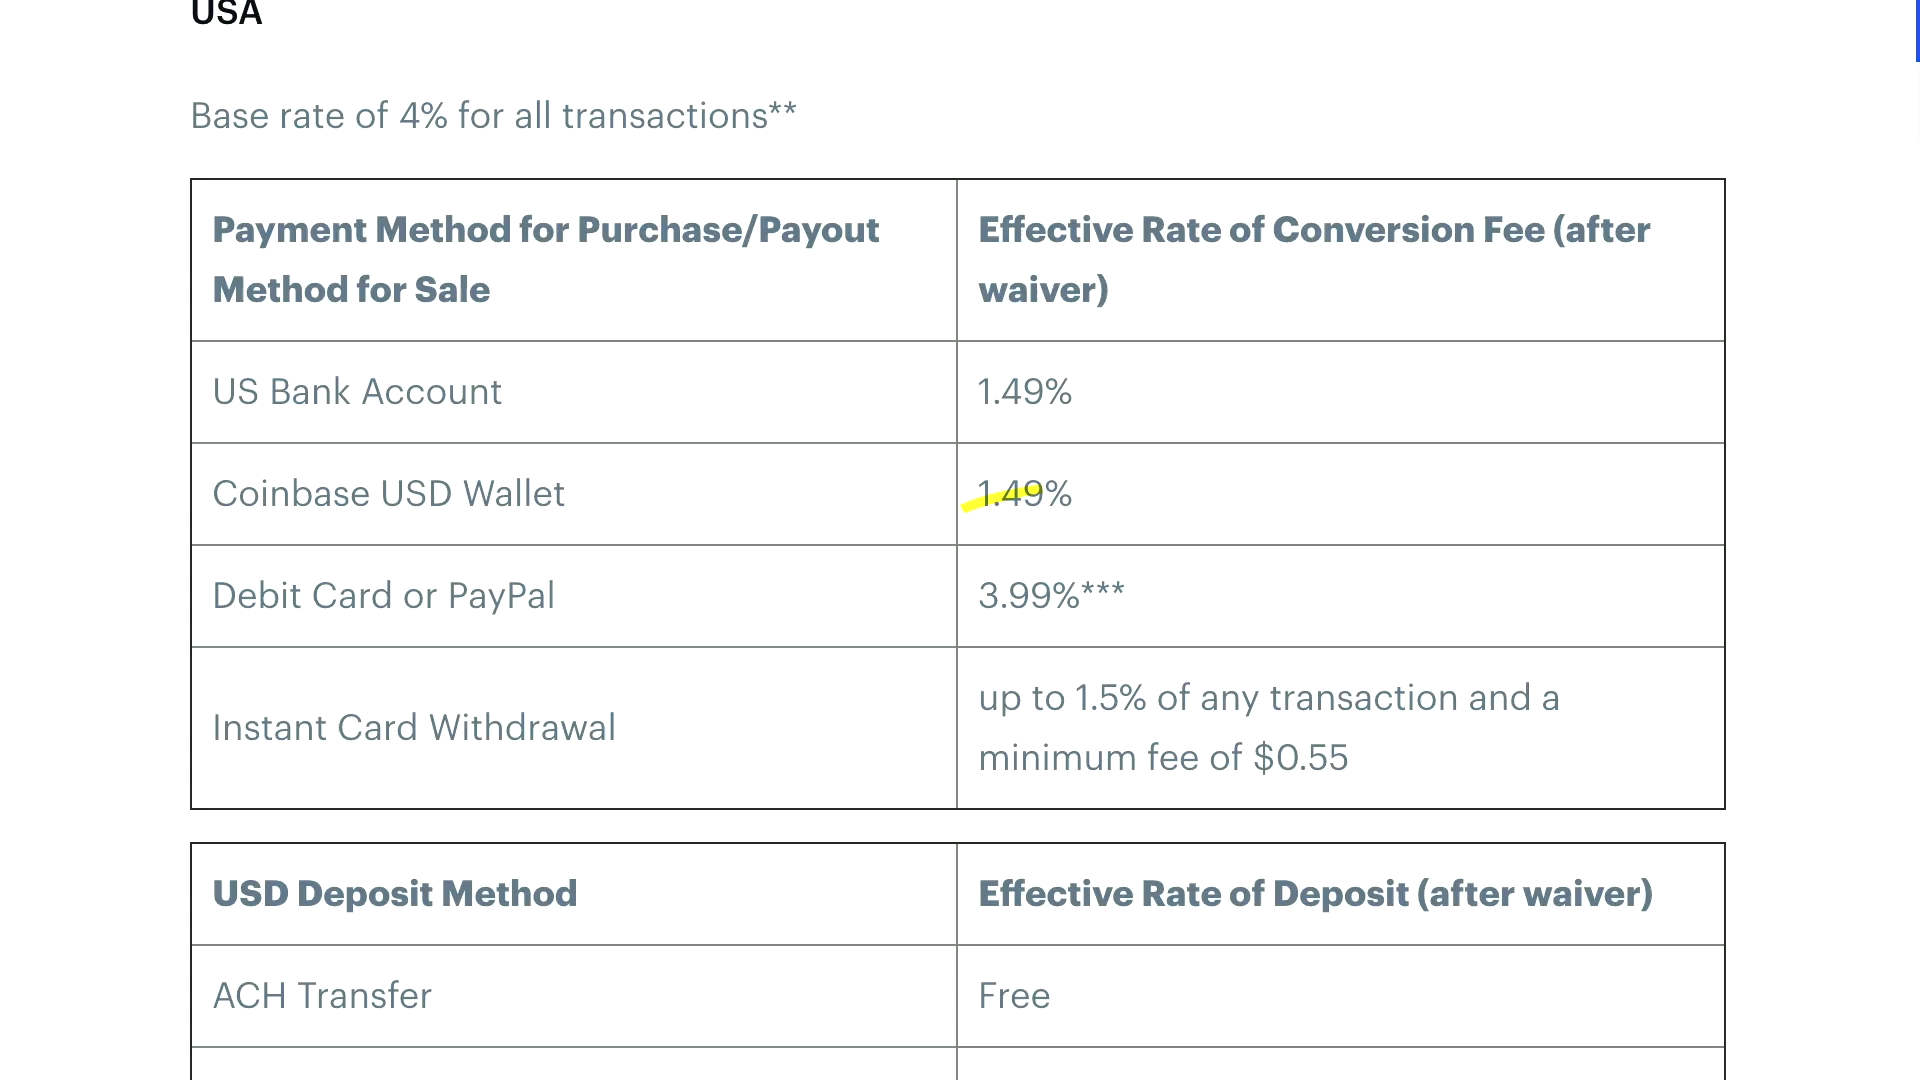 USA
Base rate of 4% for all transactions**
Payment Method for Purchase/Payout
Method for Sale
Effective Rate of Conversion Fee (after
waiver)
US Bank Account
1.49%
Coinbase USD Wallet
1.49%
Debit Card or PayPal
3.99%***
Instant Card Withdrawal
up to 1.5% of any transaction and a
minimum fee of $0.55
USD Deposit Method
Effective Rate of Deposit (after waiver)
ACH Transfer
Free